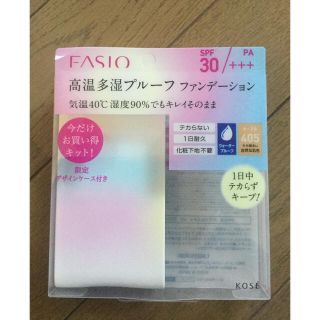 FASIO
SPF
30
PA
+++
高温多湿プルーフ ファンデーション
気温40℃湿度90%でもキレイそのまま
今だけ
お買い得
キット!
限定
デザインケース付き
テカらない
1日耐久
化粧下地不要
ウォーター
プルーフ
405
1日中
テカらず
キープ!
KOSÉ